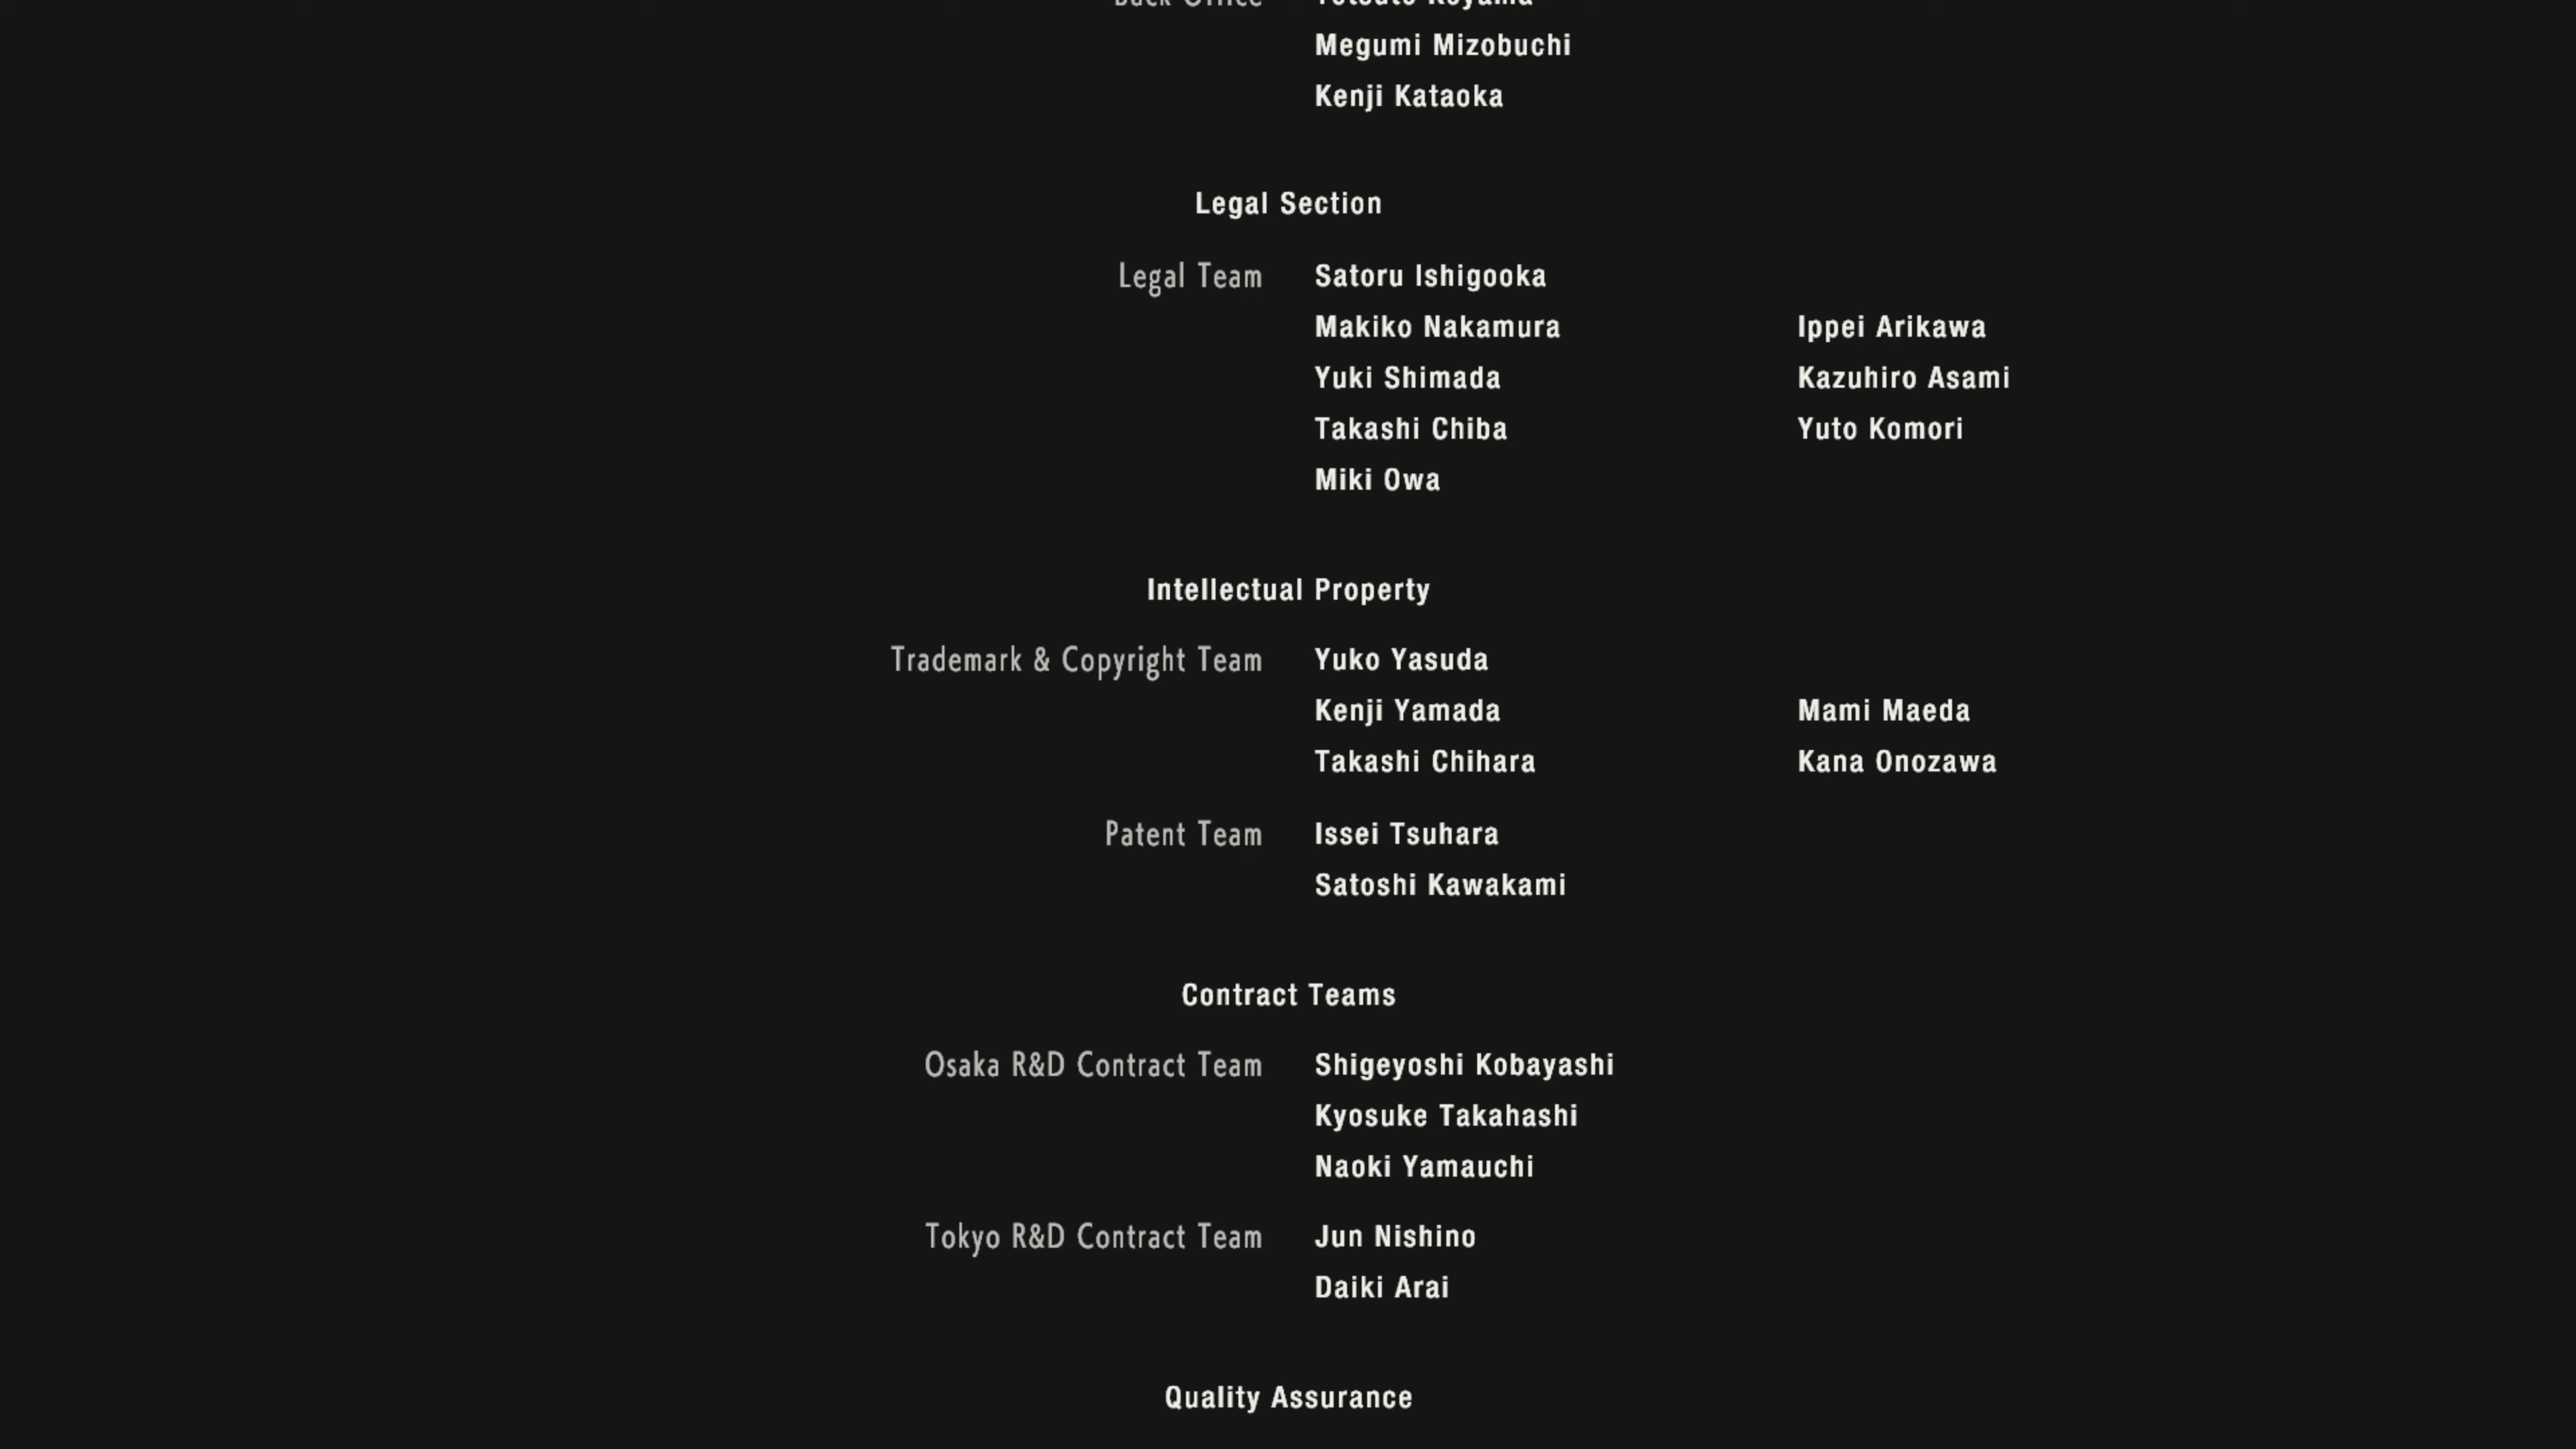 Back Office
Megumi Mizobuchi
Kenji Kataoka
Legal Section
Legal Team Satoru Ishigooka
Makiko Nakamura Ippei Arikawa
Yuki Shimada Kazuhiro Asami
Takashi Chiba Yuto Komori
Miki Owa
Intellectual Property
Trademark & Copyright Team Yuko Yasuda
Kenji Yamada Mami Maeda
Takashi Chihara Kana Onozawa
Patent Team Issei Tsuhara
Satoshi Kawakami
Contract Teams
Osaka R&D Contract Team Shigeyoshi Kobayashi
Kyosuke Takahashi
Naoki Yamauchi
Tokyo R&D Contract Team Jun Nishino
Daiki Arai
Quality Assurance